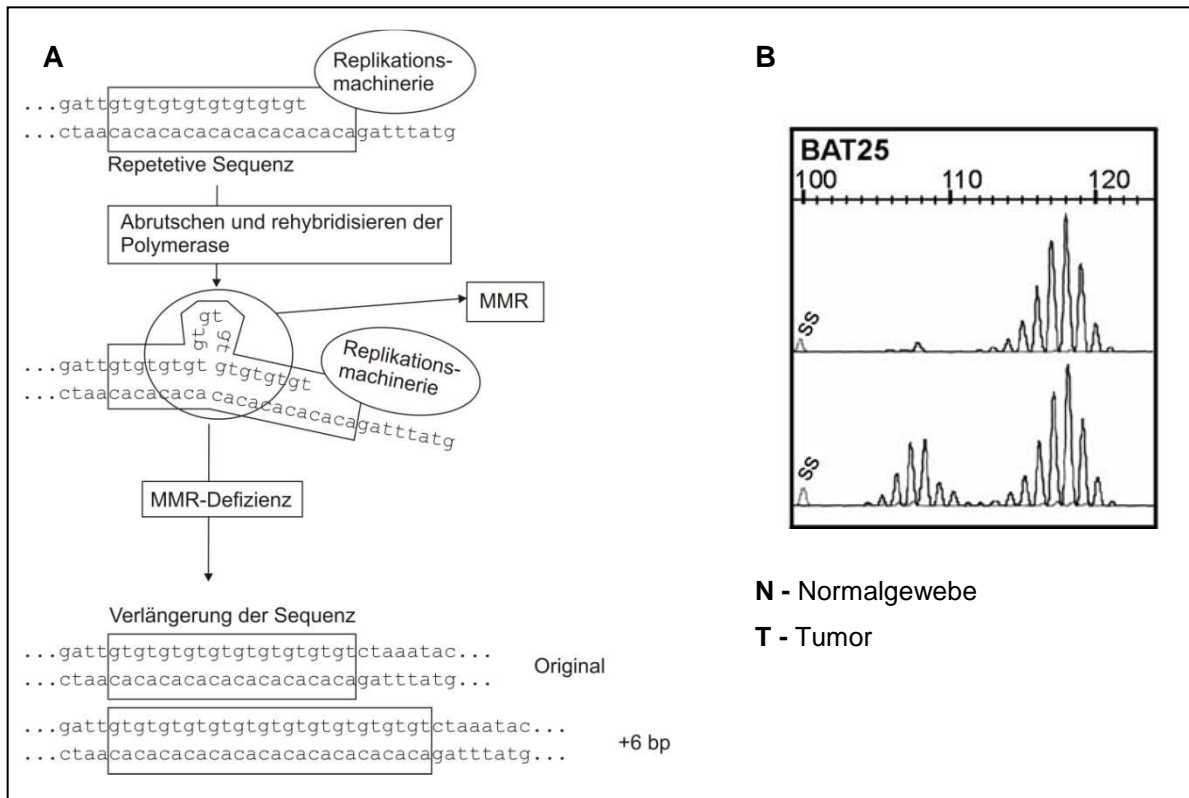 A
Replikations-
machinerie
...gattgtgtgtgtgtgtgtgt
...ctaacacacacacacacacacacagatttatg
Repetetive Sequenz
Abrutschen und rehybridisieren der
Polymerase
MMR
gt
gt
gt
...gattgtgtgtgt gtgtgtgt
Replikations-
machinerie
...ctaacacacaca cacacacacacagatttatg
MMR-Defizienz
Verlängerung der Sequenz
...gattgtgtgtgtgtgtgtgtgtgtctaaatac...
...ctaacacacacacacacacacacagatttatg...
Original
...gattgtgtgtgtgtgtgtgtgtgtgtgtgtctaaatac...
...ctaacacacacacacacacacacacacacagatttatg...
+6 bp
B
BAT25
100 110 120
SS
SS
N - Normalgewebe
T - Tumor